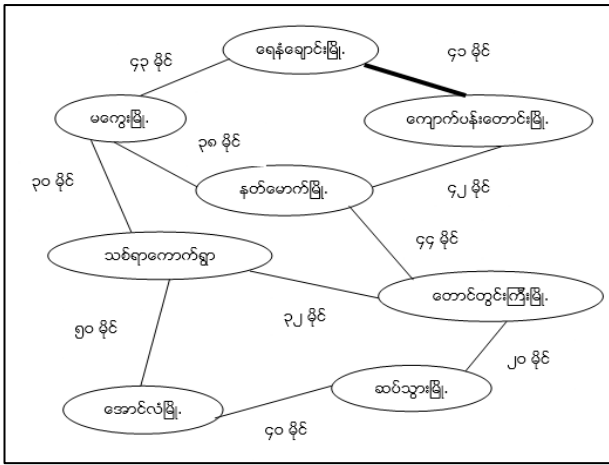 ရေနံချောင်းမြို့
၄၃ မိုင်
၄၁ မိုင်
မကွေးမြို့
ကျောက်ပန်းတောင်းမြို့
၃၈ မိုင်
၃၀ မိုင်
နတ်မောက်မြို့
၄၂ မိုင်
၄၄ မိုင်
သစ်ရာကောက်ရွာ
တောင်တွင်းကြီးမြို့
၃၂ မိုင်
၅၀ မိုင်
၂၀ မိုင်
ဆပ်သွားမြို့
အောင်လံမြို့
၄၀ မိုင်